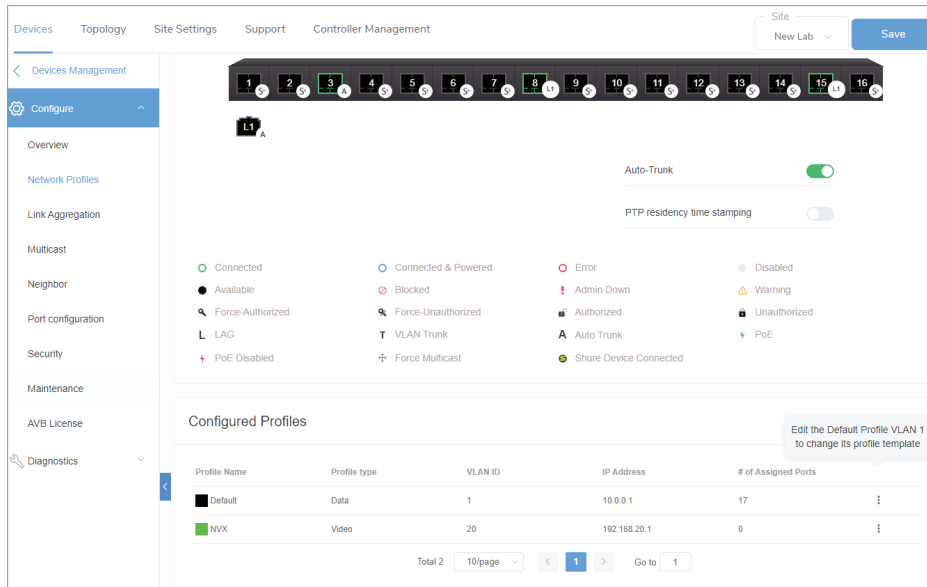 Devices Topology Site Settings Support Controller Management Site New Lab Save
Devices Management
Configure
Overview
Network Profiles
Link Aggregation
Multicast
Neighbor
Port configuration
Security
Maintenance
AVB License
Diagnostics
1 2 3 4 5 6 7 8 9 10 11 12 13 14 15 16
A L1 L1
L1 A
Auto-Trunk
PTP residency time stamping
Connected Connected & Powered Error Disabled
Available Blocked Admin Down Warning
Force-Authorized Force-Unauthorized Authorized Unauthorized
L LAG T VLAN Trunk A Auto Trunk PoE
PoE Disabled Force Multicast Shure Device Connected
Configured Profiles
Edit the Default Profile VLAN 1
to change its profile template
Profile Name Profile type VLAN ID IP Address # of Assigned Ports
Default Data 1 10.0.0.1 17
NVX Video 20 192.168.20.1 0
Total 2 10/page 1 Go to 1